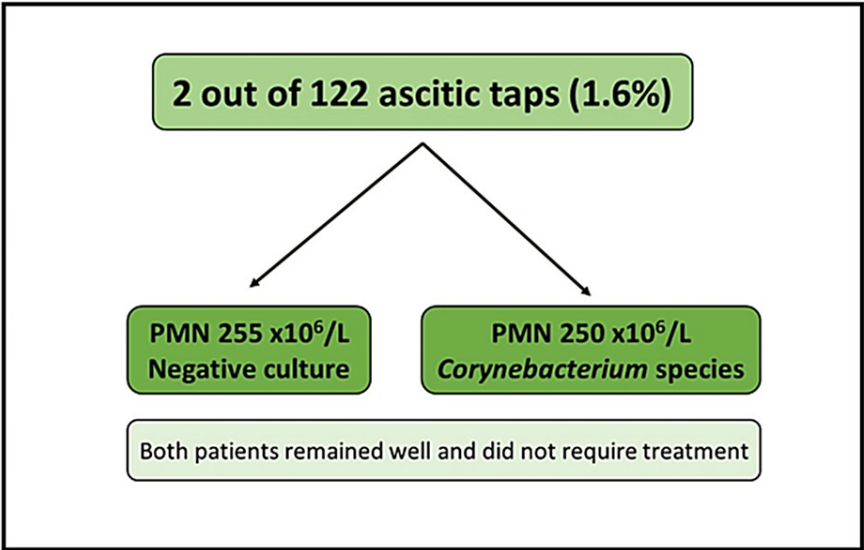 2 out of 122 ascitic taps (1.6%)
PMN 255 x10⁶/L
Negative culture
PMN 250 x10⁶/L
Corynebacterium species
Both patients remained well and did not require treatment